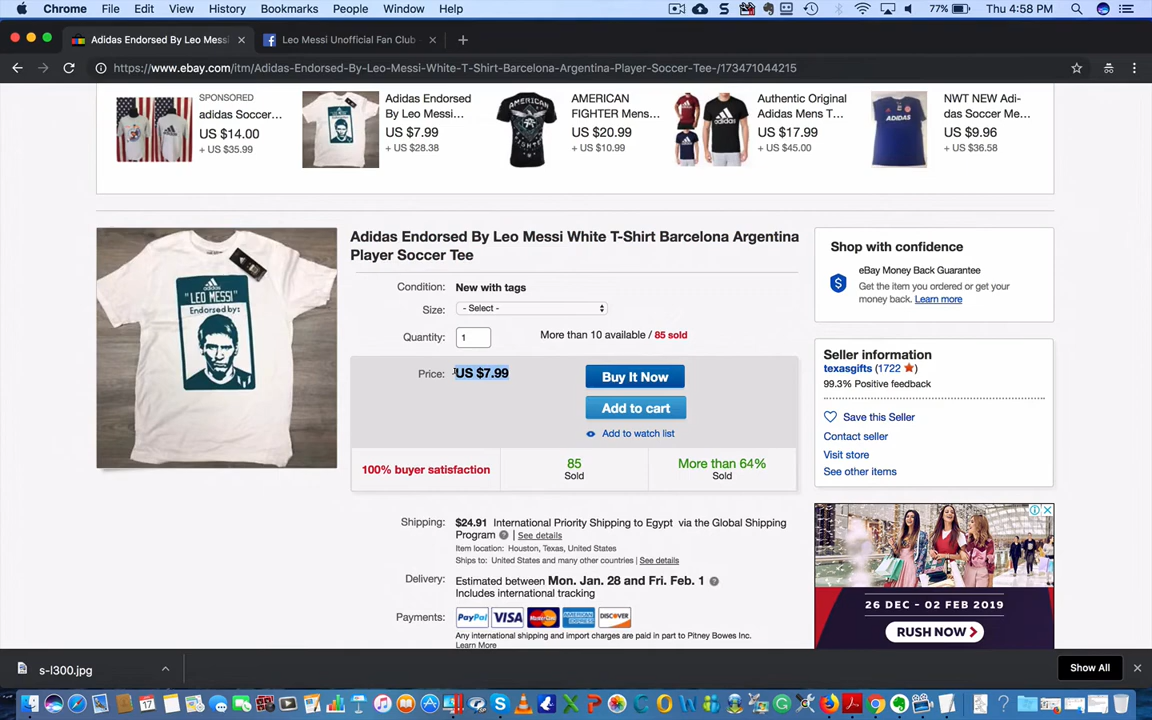 Chrome File Edit View History Bookmarks People Window Help 77% Thu 4:58 PM
Adidas Endorsed By Leo Messi
Leo Messi Unofficial Fan Club -
https://www.ebay.com/itm/Adidas-Endorsed-By-Leo-Messi-White-T-Shirt-Barcelona-Argentina-Player-Soccer-Tee-/173471044215
SPONSORED
adidas Soccer...
US $14.00
+ US $35.99
Adidas Endorsed
By Leo Messi...
US $7.99
+ US $28.38
AMERICAN
FIGHTER Mens...
US $20.99
+ US $10.99
Authentic Original
Adidas Mens T...
US $17.99
+ US $45.00
NWT NEW Adi-
das Soccer Me...
US $9.96
+ US $36.58
adidas
"LEO MESSI"
Endorsed by:
Adidas Endorsed By Leo Messi White T-Shirt Barcelona Argentina
Player Soccer Tee
Condition: New with tags
Size: - Select -
Quantity: 1 More than 10 available / 85 sold
Price: US $7.99
Buy It Now
Add to cart
Add to watch list
100% buyer satisfaction
85
Sold
More than 64%
Sold
Shipping: $24.91 International Priority Shipping to Egypt via the Global Shipping
Program See details
Item location: Houston, Texas, United States
Ships to: United States and many other countries See details
Delivery: Estimated between Mon. Jan. 28 and Fri. Feb. 1
Includes international tracking
Payments: PayPal VISA MasterCard DISCOVER
Any international shipping and import charges are paid in part to Pitney Bowes Inc.
Learn More
Shop with confidence
eBay Money Back Guarantee
Get the item you ordered or get your
money back. Learn more
Seller information
texasgifts (1722)
99.3% Positive feedback
Save this Seller
Contact seller
Visit store
See other items
26 DEC - 02 FEB 2019
RUSH NOW
s-l300.jpg
Show All